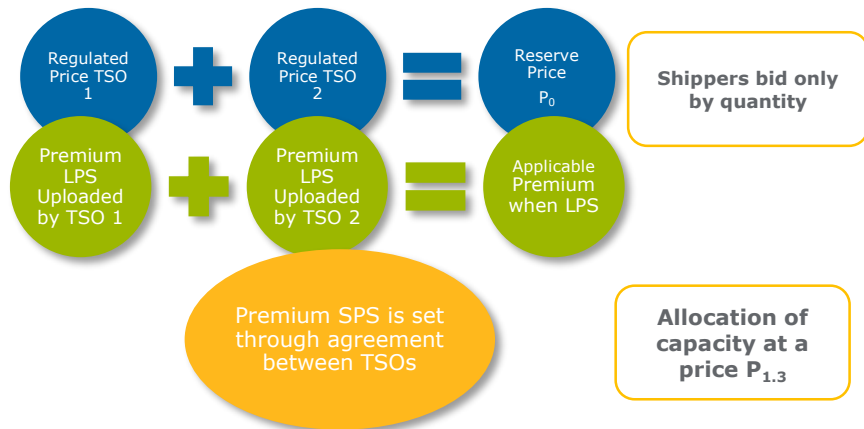 Regulated
Price TSO
1
Regulated
Price TSO
2
Reserve
Price
P0
Shippers bid only
by quantity
Premium
LPS
Uploaded
by TSO 1
Premium
LPS
Uploaded
by TSO 2
Applicable
Premium
when LPS
Premium SPS is set
through agreement
between TSOs
Allocation of
capacity at a
price P1.3